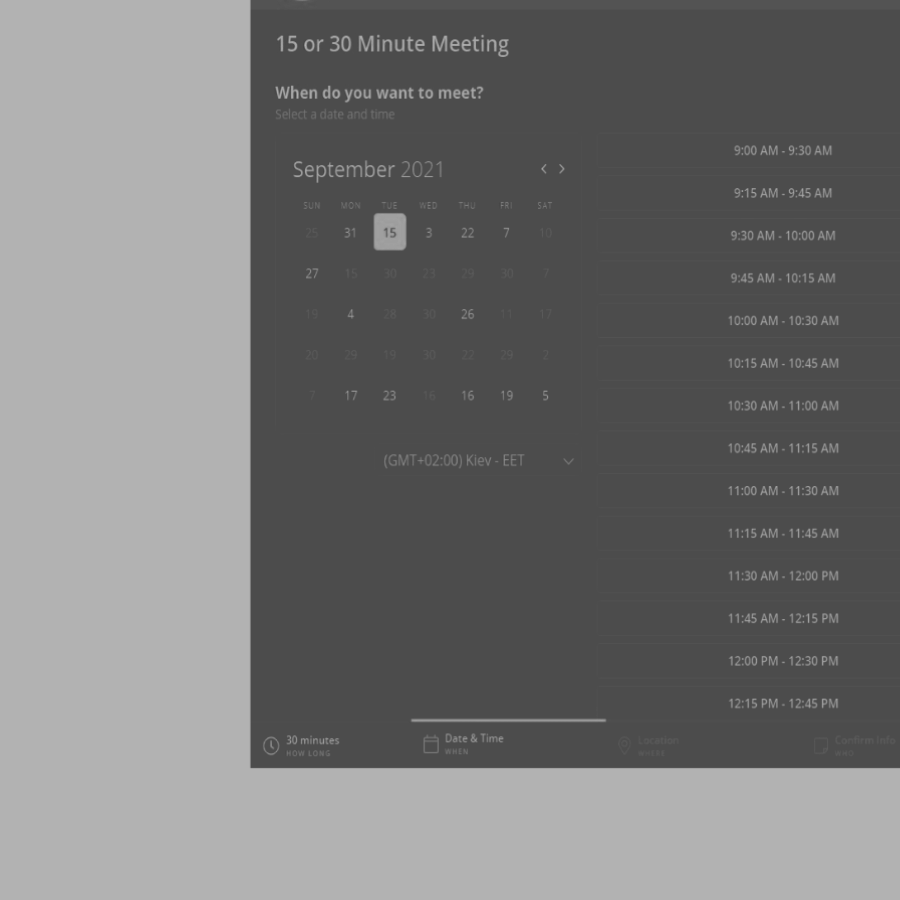 15 or 30 Minute Meeting
When do you want to meet?
Select a date and time
September 2021
SUN MON TUE WED THU FRI SAT
25 31 15 3 22 7 10
27 15 30 23 29 30 7
19 4 28 30 26 11 17
20 29 19 30 22 29 2
7 17 23 16 16 19 5
(GMT+02:00) Kiev - EET
9:00 AM - 9:30 AM
9:15 AM - 9:45 AM
9:30 AM - 10:00 AM
9:45 AM - 10:15 AM
10:00 AM - 10:30 AM
10:15 AM - 10:45 AM
10:30 AM - 11:00 AM
10:45 AM - 11:15 AM
11:00 AM - 11:30 AM
11:15 AM - 11:45 AM
11:30 AM - 12:00 PM
11:45 AM - 12:15 PM
12:00 PM - 12:30 PM
12:15 PM - 12:45 PM
30 minutes
HOW LONG
Date & Time
WHEN
Location
WHERE
Confirm Info
WHO